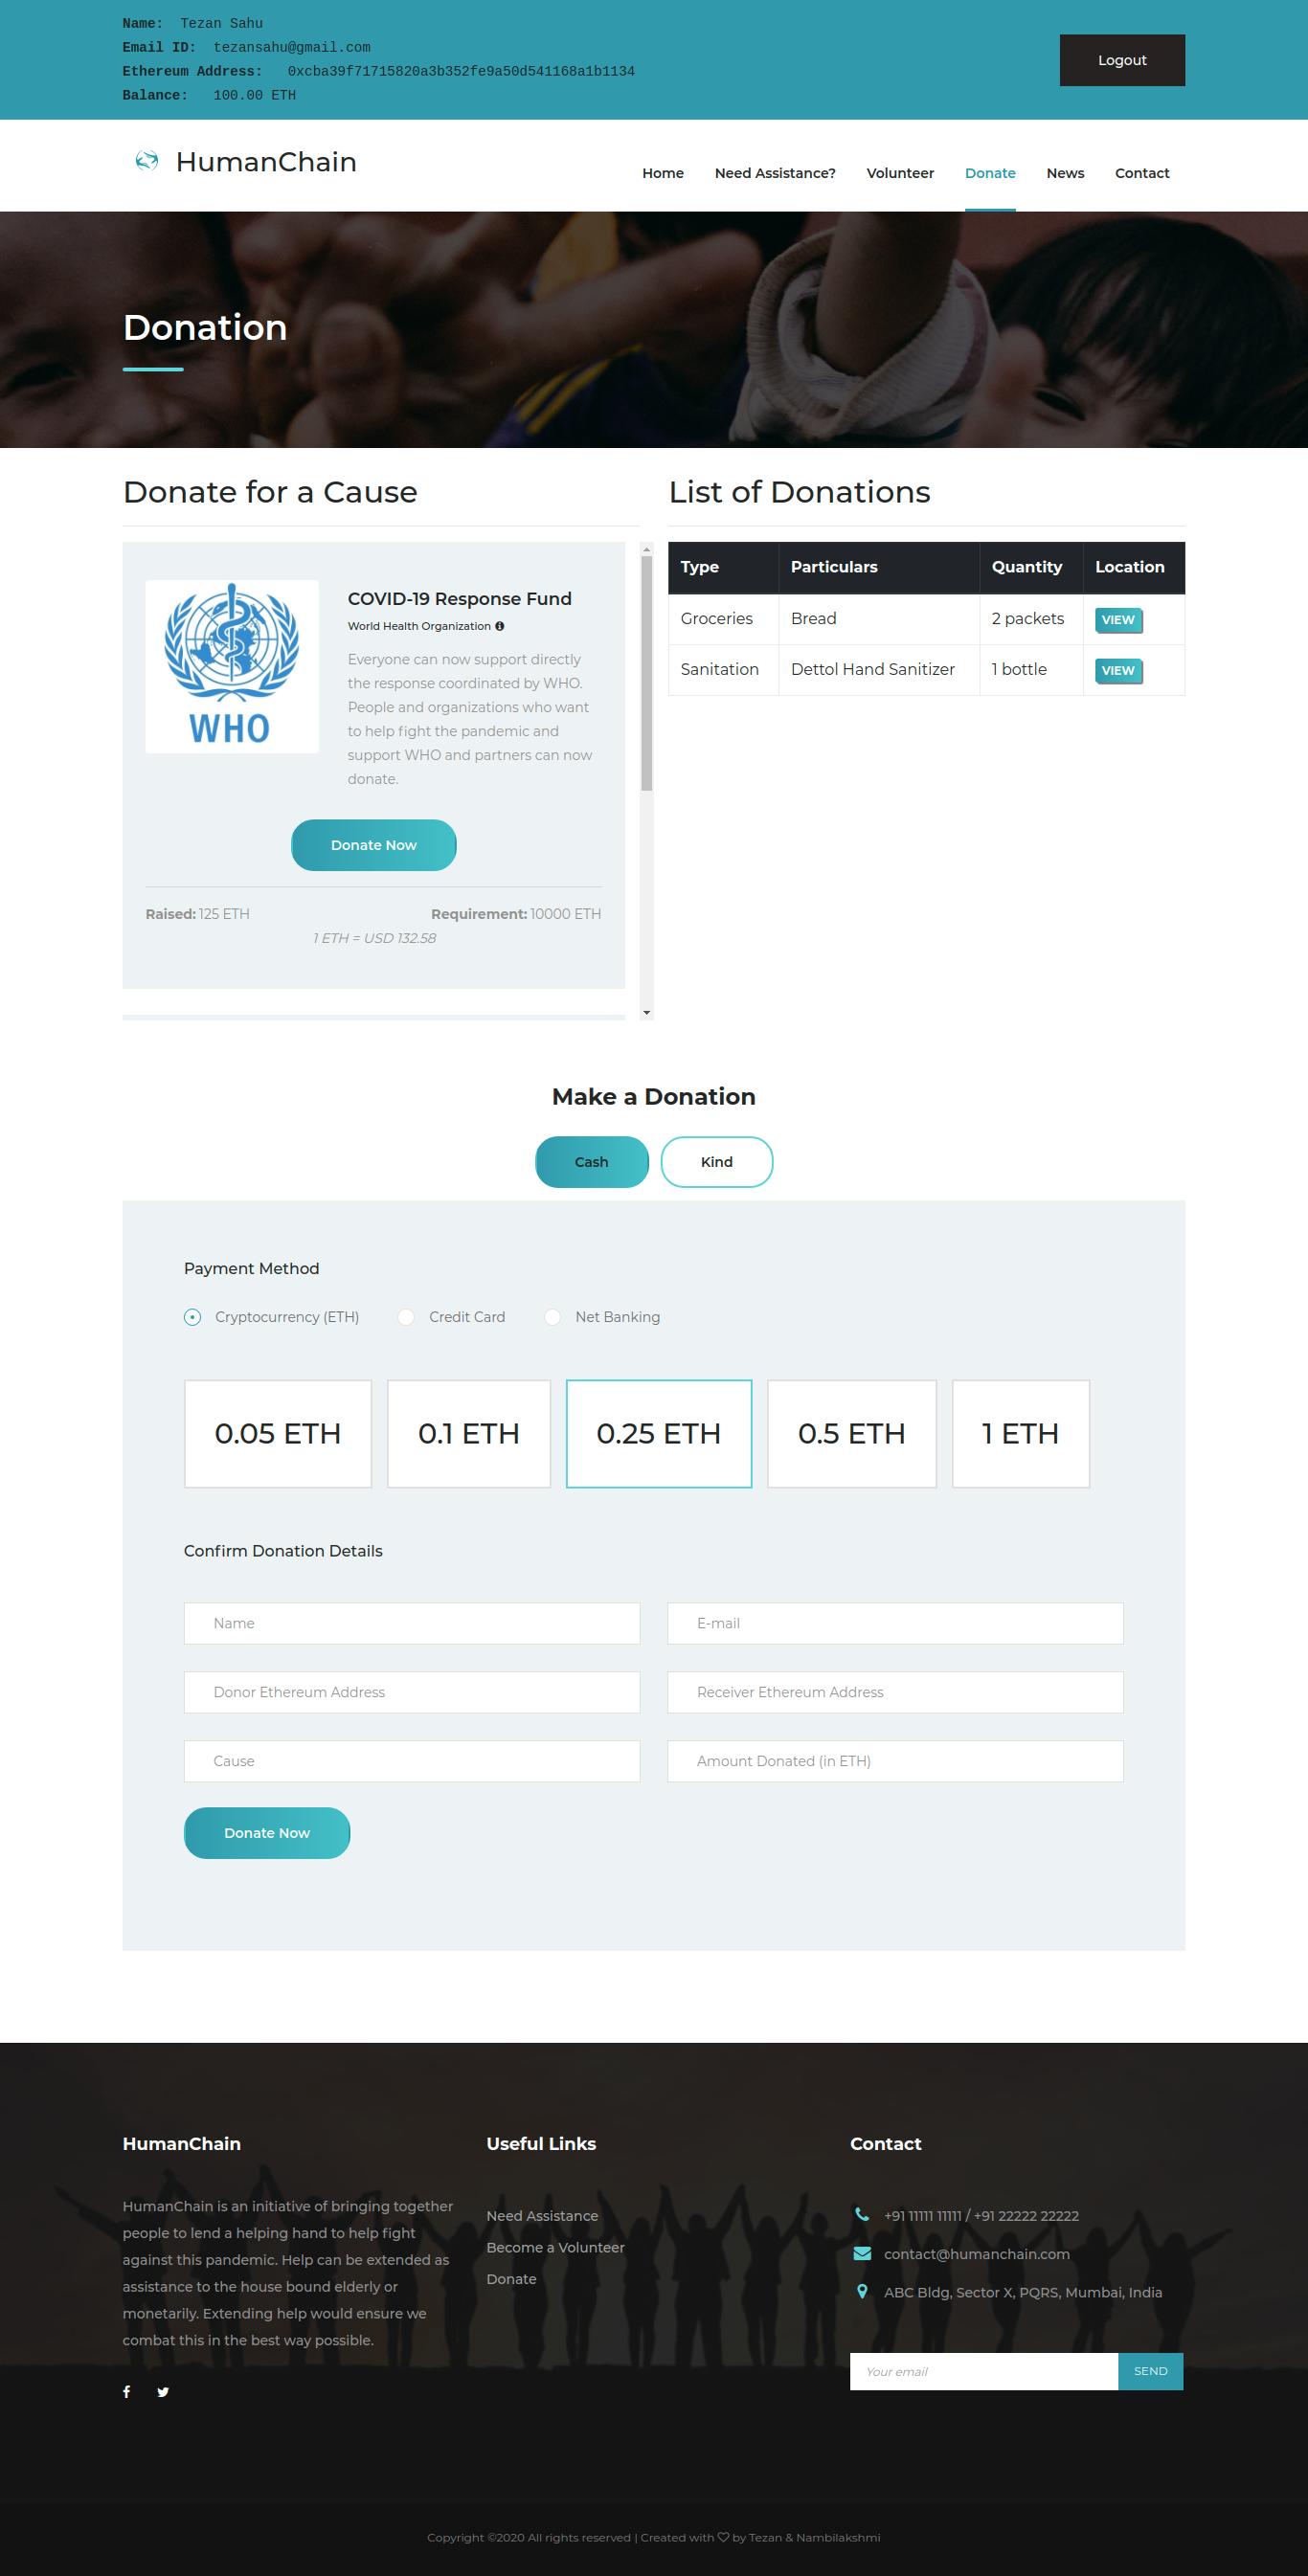 Name: Tezan Sahu
Email ID: tezansahu@gmail.com
Ethereum Address: 0xcba39f71715820a3b352fe9a50d541168a1b1134
Balance: 100.00 ETH
Logout
HumanChain
Home Need Assistance? Volunteer Donate News Contact
Donation
Donate for a Cause
WHO
COVID-19 Response Fund
World Health Organization
Everyone can now support directly
the response coordinated by WHO.
People and organizations who want
to help fight the pandemic and
support WHO and partners can now
donate.
Donate Now
Raised: 125 ETH Requirement: 10000 ETH
1 ETH = USD 132.58
List of Donations
Type Particulars Quantity Location
Groceries Bread 2 packets VIEW
Sanitation Dettol Hand Sanitizer 1 bottle VIEW
Make a Donation
Cash Kind
Payment Method
Cryptocurrency (ETH) Credit Card Net Banking
0.05 ETH 0.1 ETH 0.25 ETH 0.5 ETH 1 ETH
Confirm Donation Details
Name E-mail
Donor Ethereum Address Receiver Ethereum Address
Cause Amount Donated (in ETH)
Donate Now
HumanChain
HumanChain is an initiative of bringing together
people to lend a helping hand to help fight
against this pandemic. Help can be extended as
assistance to the house bound elderly or
monetarily. Extending help would ensure we
combat this in the best way possible.
Useful Links
Need Assistance
Become a Volunteer
Donate
Contact
+91 11111 11111 / +91 22222 22222
contact@humanchain.com
ABC Bldg, Sector X, PQRS, Mumbai, India
Your email SEND
Copyright ©2020 All rights reserved | Created with ♡ by Tezan & Nambilakshmi